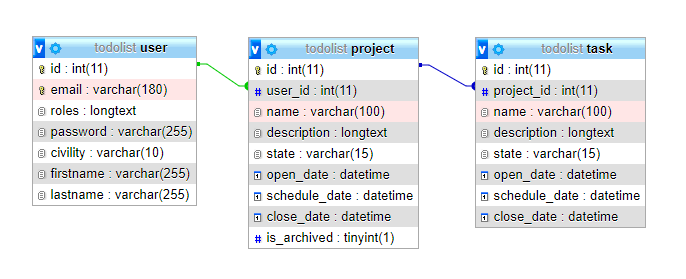 todolist user
id : int(11)
email : varchar(180)
roles : longtext
password : varchar(255)
civility : varchar(10)
firstname : varchar(255)
lastname : varchar(255)
todolist project
id : int(11)
user_id : int(11)
name : varchar(100)
description : longtext
state : varchar(15)
open_date : datetime
schedule_date : datetime
close_date : datetime
is_archived : tinyint(1)
todolist task
id : int(11)
project_id : int(11)
name : varchar(100)
description : longtext
state : varchar(15)
open_date : datetime
schedule_date : datetime
close_date : datetime